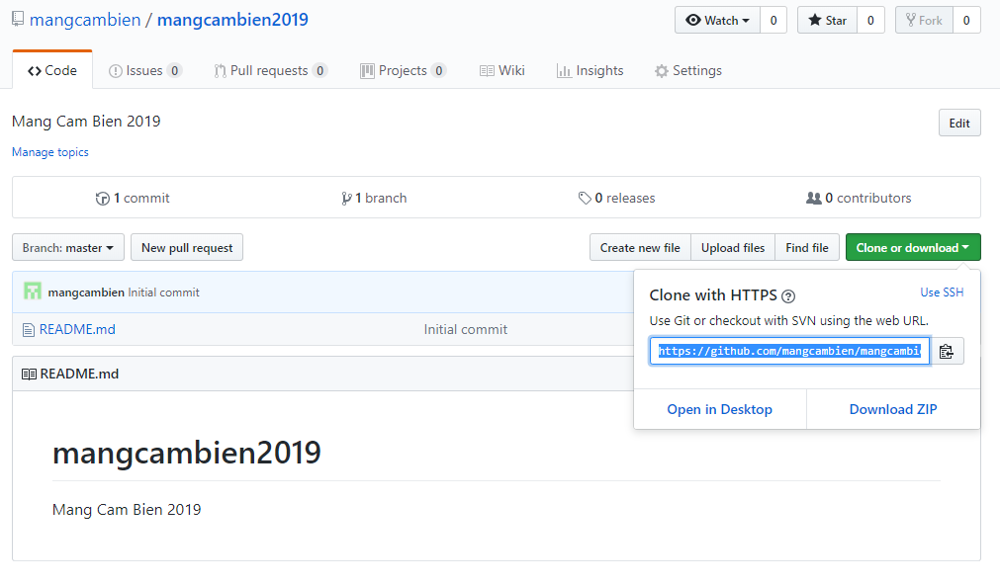 mangcambien / mangcambien2019
Watch 0 Star 0 Fork 0
Code Issues 0 Pull requests 0 Projects 0 Wiki Insights Settings
Mang Cam Bien 2019
Edit
Manage topics
1 commit 1 branch 0 releases 0 contributors
Branch: master New pull request Create new file Upload files Find file Clone or download
mangcambien Initial commit
README.md Initial commit
Clone with HTTPS ? Use SSH
Use Git or checkout with SVN using the web URL.
https://github.com/mangcambien/mangcambie
Open in Desktop Download ZIP
README.md
mangcambien2019
Mang Cam Bien 2019